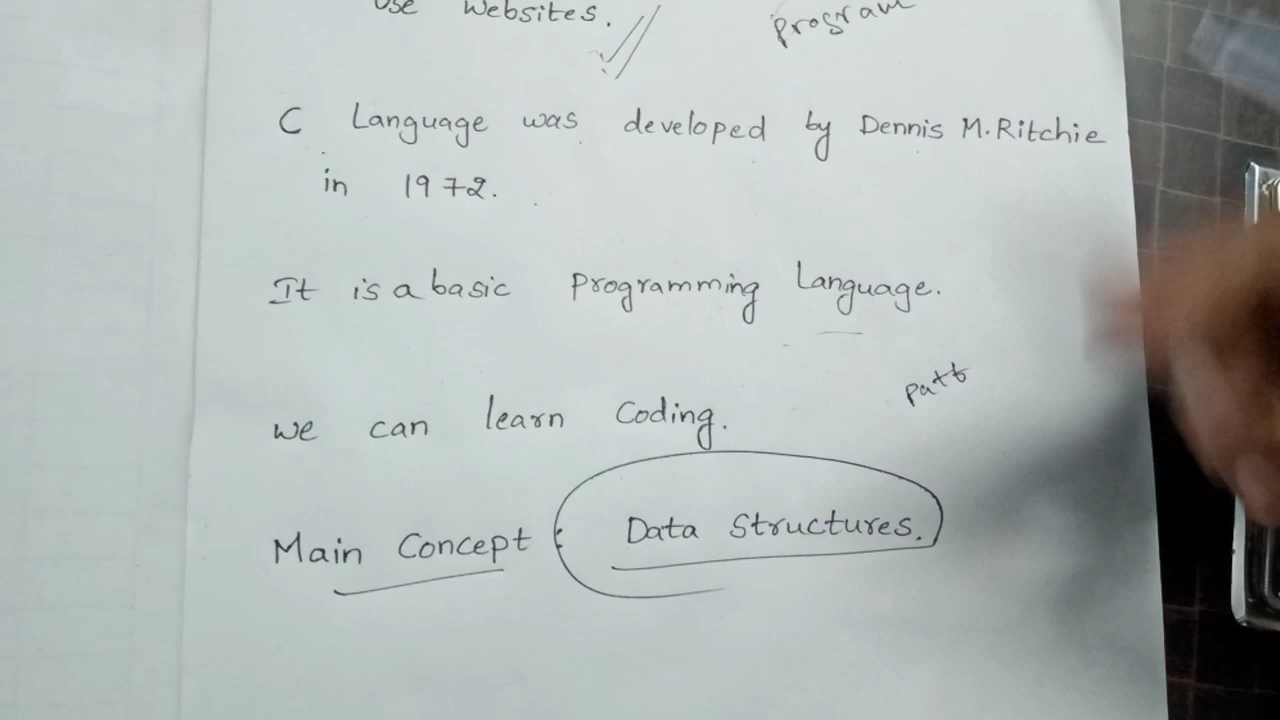 Use Websites.
program
C Language was developed by Dennis M.Ritchie
in 1972.
It is a basic Programming Language.
patt
we can learn Coding.
Main Concept : Data Structures.